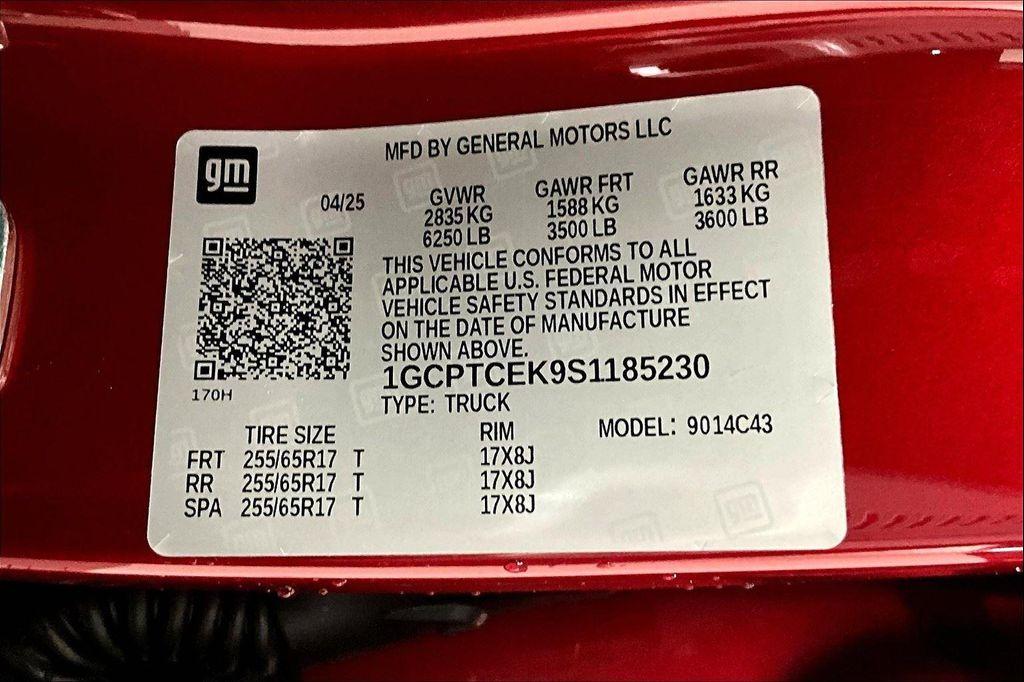 MFD BY GENERAL MOTORS LLC
gm
04/25
GVWR GAWR FRT GAWR RR
2835 KG 1588 KG 1633 KG
6250 LB 3500 LB 3600 LB
THIS VEHICLE CONFORMS TO ALL
APPLICABLE U.S. FEDERAL MOTOR
VEHICLE SAFETY STANDARDS IN EFFECT
ON THE DATE OF MANUFACTURE
SHOWN ABOVE.
1GCPTCEK9S1185230
170H
TYPE: TRUCK
MODEL: 9014C43
TIRE SIZE RIM
FRT 255/65R17 T 17X8J
RR 255/65R17 T 17X8J
SPA 255/65R17 T 17X8J